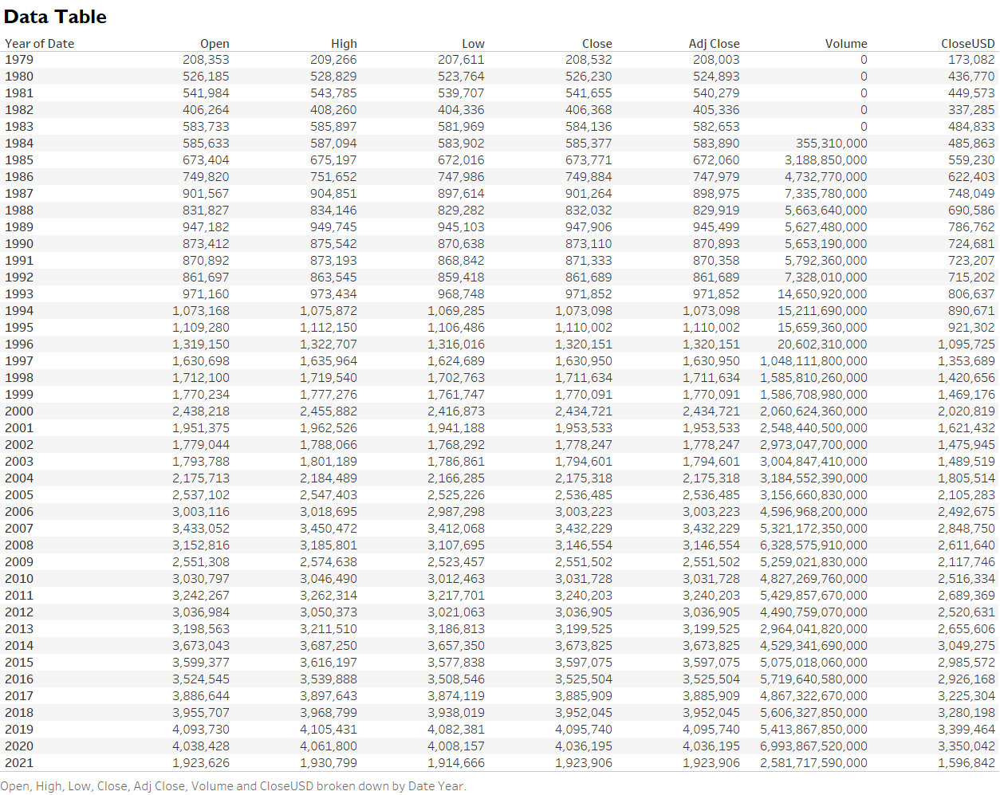 Data Table
Year of Date Open High Low Close Adj Close Volume CloseUSD
1979 208,353 209,266 207,611 208,532 208,003 0 173,082
1980 526,185 528,829 523,764 526,230 524,893 0 436,770
1981 541,984 543,785 539,707 541,655 540,279 0 449,573
1982 406,264 408,260 404,336 406,368 405,336 0 337,285
1983 583,733 585,897 581,969 584,136 582,653 0 484,833
1984 585,633 587,094 583,902 585,377 583,890 355,310,000 485,863
1985 673,404 675,197 672,016 673,771 672,060 3,188,850,000 559,230
1986 749,820 751,652 747,986 749,884 747,979 4,732,770,000 622,403
1987 901,567 904,851 897,614 901,264 898,975 7,335,780,000 748,049
1988 831,827 834,146 829,282 832,032 829,919 5,663,640,000 690,586
1989 947,182 949,745 945,103 947,906 945,499 5,627,480,000 786,762
1990 873,412 875,542 870,638 873,110 870,893 5,653,190,000 724,681
1991 870,892 873,193 868,842 871,333 870,358 5,792,360,000 723,207
1992 861,697 863,545 859,418 861,689 861,689 7,328,010,000 715,202
1993 971,160 973,434 968,748 971,852 971,852 14,650,920,000 806,637
1994 1,073,168 1,075,872 1,069,285 1,073,098 1,073,098 15,211,690,000 890,671
1995 1,109,280 1,112,150 1,106,486 1,110,002 1,110,002 15,659,360,000 921,302
1996 1,319,150 1,322,707 1,316,016 1,320,151 1,320,151 20,602,310,000 1,095,725
1997 1,630,698 1,635,964 1,624,689 1,630,950 1,630,950 1,048,111,800,000 1,353,689
1998 1,712,100 1,719,540 1,702,763 1,711,634 1,711,634 1,585,810,260,000 1,420,656
1999 1,770,234 1,777,276 1,761,747 1,770,091 1,770,091 1,586,708,980,000 1,469,176
2000 2,438,218 2,455,882 2,416,873 2,434,721 2,434,721 2,060,624,360,000 2,020,819
2001 1,951,375 1,962,526 1,941,188 1,953,533 1,953,533 2,548,440,500,000 1,621,432
2002 1,779,044 1,788,066 1,768,292 1,778,247 1,778,247 2,973,047,700,000 1,475,945
2003 1,793,788 1,801,189 1,786,861 1,794,601 1,794,601 3,004,847,410,000 1,489,519
2004 2,175,713 2,184,489 2,166,285 2,175,318 2,175,318 3,184,552,390,000 1,805,514
2005 2,537,102 2,547,403 2,525,226 2,536,485 2,536,485 3,156,660,830,000 2,105,283
2006 3,003,116 3,018,695 2,987,298 3,003,223 3,003,223 4,596,968,200,000 2,492,675
2007 3,433,052 3,450,472 3,412,068 3,432,229 3,432,229 5,321,172,350,000 2,848,750
2008 3,152,816 3,185,801 3,107,695 3,146,554 3,146,554 6,328,575,910,000 2,611,640
2009 2,551,308 2,574,638 2,523,457 2,551,502 2,551,502 5,259,021,830,000 2,117,746
2010 3,030,797 3,046,490 3,012,463 3,031,728 3,031,728 4,827,269,760,000 2,516,334
2011 3,242,267 3,262,314 3,217,701 3,240,203 3,240,203 5,429,857,670,000 2,689,369
2012 3,036,984 3,050,373 3,021,063 3,036,905 3,036,905 4,490,759,070,000 2,520,631
2013 3,198,563 3,211,510 3,186,813 3,199,525 3,199,525 2,964,041,820,000 2,655,606
2014 3,673,043 3,687,250 3,657,350 3,673,825 3,673,825 4,529,341,690,000 3,049,275
2015 3,599,377 3,616,197 3,577,838 3,597,075 3,597,075 5,075,018,060,000 2,985,572
2016 3,524,545 3,539,888 3,508,546 3,525,504 3,525,504 5,719,640,580,000 2,926,168
2017 3,886,644 3,897,643 3,874,119 3,885,909 3,885,909 4,867,322,670,000 3,225,304
2018 3,955,707 3,968,799 3,938,019 3,952,045 3,952,045 5,606,327,850,000 3,280,198
2019 4,093,730 4,105,431 4,082,381 4,095,740 4,095,740 5,413,867,850,000 3,399,464
2020 4,038,428 4,061,800 4,008,157 4,036,195 4,036,195 6,993,867,520,000 3,350,042
2021 1,923,626 1,930,799 1,914,666 1,923,906 1,923,906 2,581,717,590,000 1,596,842
Open, High, Low, Close, Adj Close, Volume and CloseUSD broken down by Date Year.